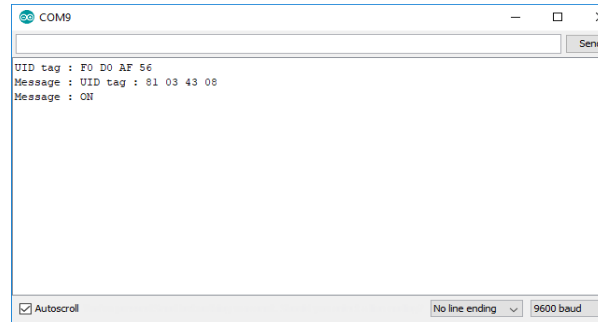 COM9
Send
UID tag : F0 D0 AF 56
Message : UID tag : 81 03 43 08
Message : ON
Autoscroll
No line ending
9600 baud